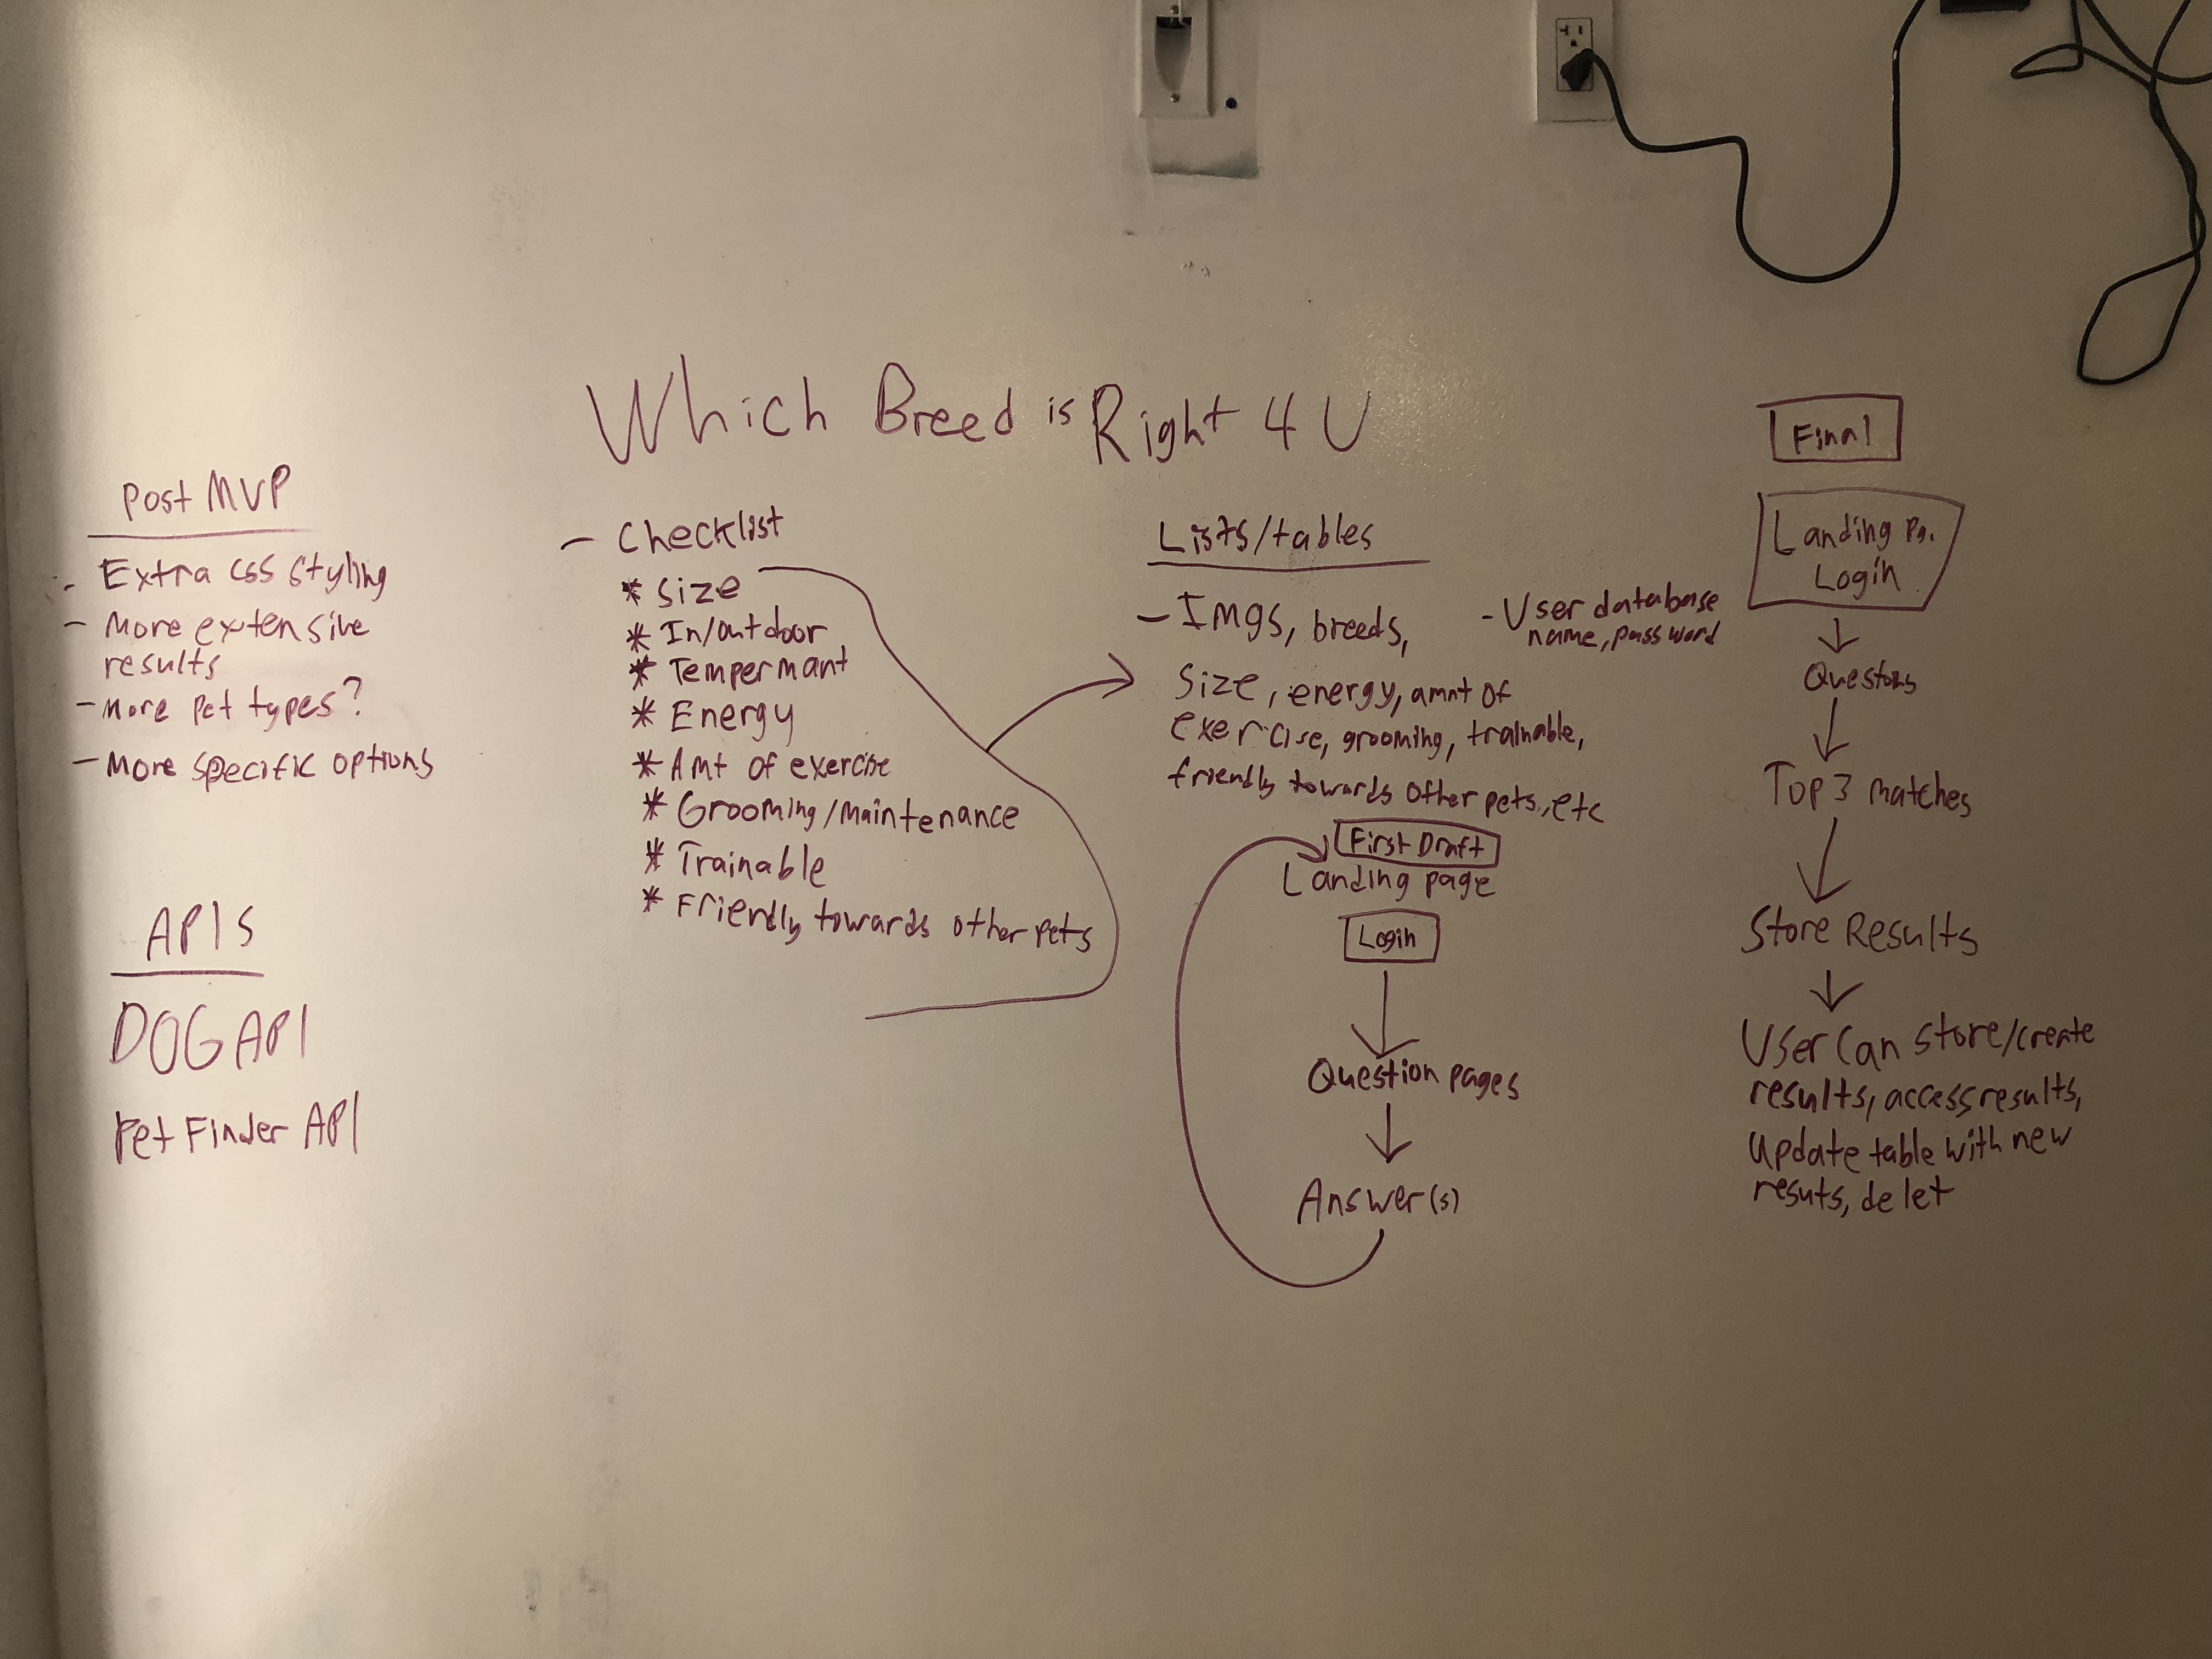 Which Breed is Right 4 U
Post MVP
- Extra CSS Styling
- More extensive
results
- More Pet types?
- More specific options
APIs
DOG API
Pet Finder API
- Checklist
* Size
* In/outdoor
* Tempermant
* Energy
* Amt of exercise
* Grooming/Maintenance
* Trainable
* Friendly towards other pets
Lists/tables
- Imgs, breeds,
Size, energy, amnt of
exercise, grooming, trainable,
friendly towards other pets., etc
- User database
name, password
First Draft
Landing page
Login
Question pages
Answer(s)
Final
Landing Pg.
Login
Questons
Top 3 matches
Store Results
User Can store/create
results, access results,
update table with new
resuts, delet